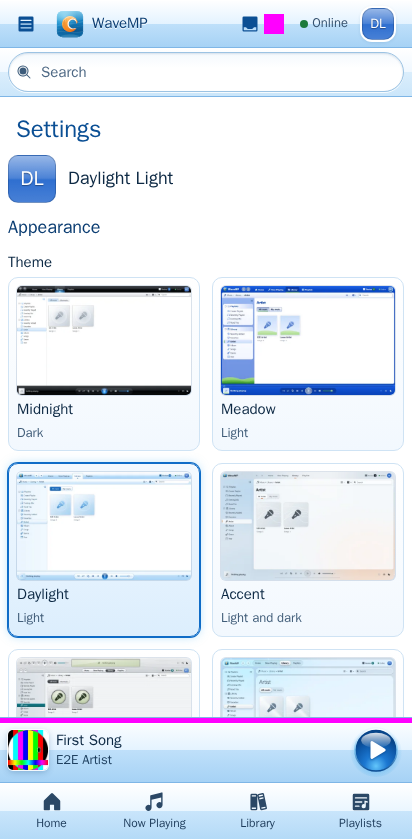 WaveMP
Online
DL
Search
Settings
DL
Daylight Light
Appearance
Theme
Midnight
Dark
Meadow
Light
Daylight
Light
Accent
Light and dark
First Song
E2E Artist
Home
Now Playing
Library
Playlists